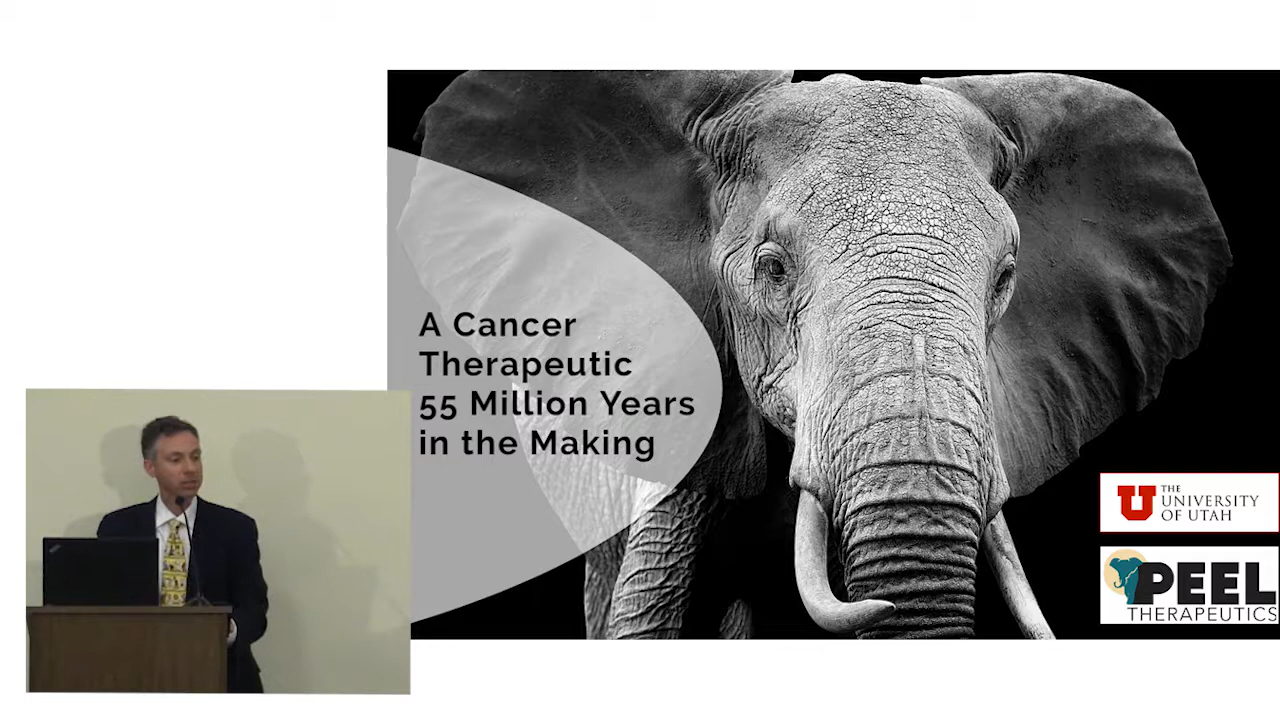 A Cancer
Therapeutic
55 Million Years
in the Making
THE
UNIVERSITY
OF UTAH
PEEL
THERAPEUTICS